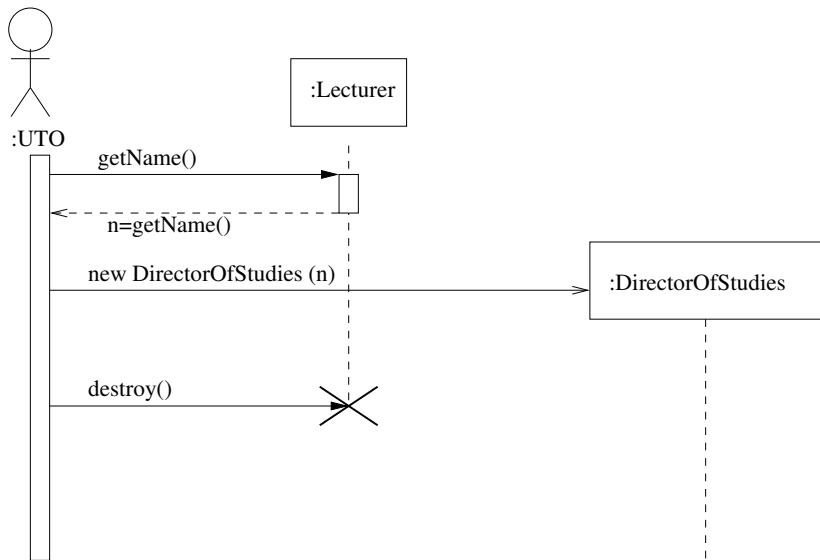 :Lecturer
:UTO
getName()
n=getName()
new DirectorOfStudies (n)
:DirectorOfStudies
destroy()